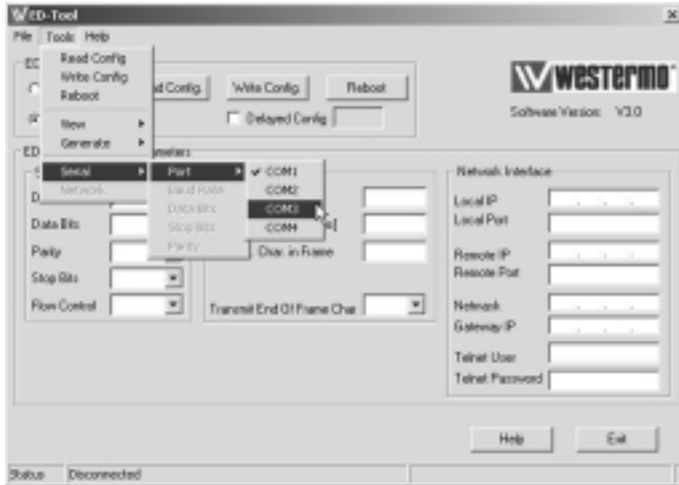 ED-Tool
File Tools Help
Read Config
Write Config
Reboot
View
Generate
Serial
Network
Port
Baud Rate
Data Bits
Stop Bits
Parity
COM1
COM2
COM3
COM4
ED
Config.
Write Config.
Reboot
Delayed Config
Westermo
Software Version: V3.0
ED
Data Bits
Parity
Stop Bits
Flow Control
Char. in Frame
Transmit End Of Frame Char
Network Interface
Local IP
Local Port
Remote IP
Remote Port
Netmask
Gateway IP
Telnet User
Telnet Password
Help
Exit
Status Disconnected